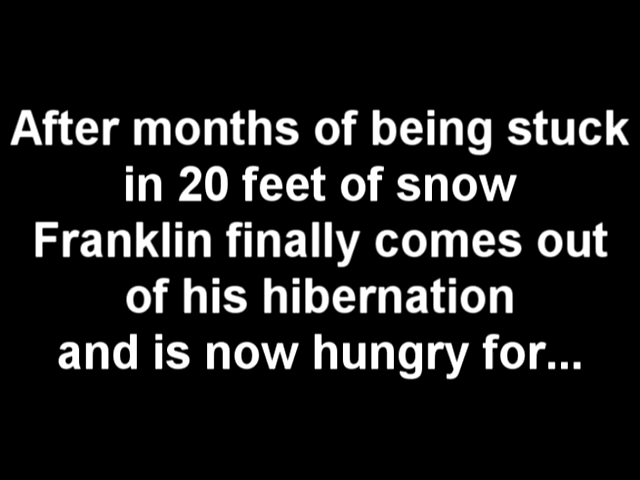 After months of being stuck
in 20 feet of snow
Franklin finally comes out
of his hibernation
and is now hungry for...